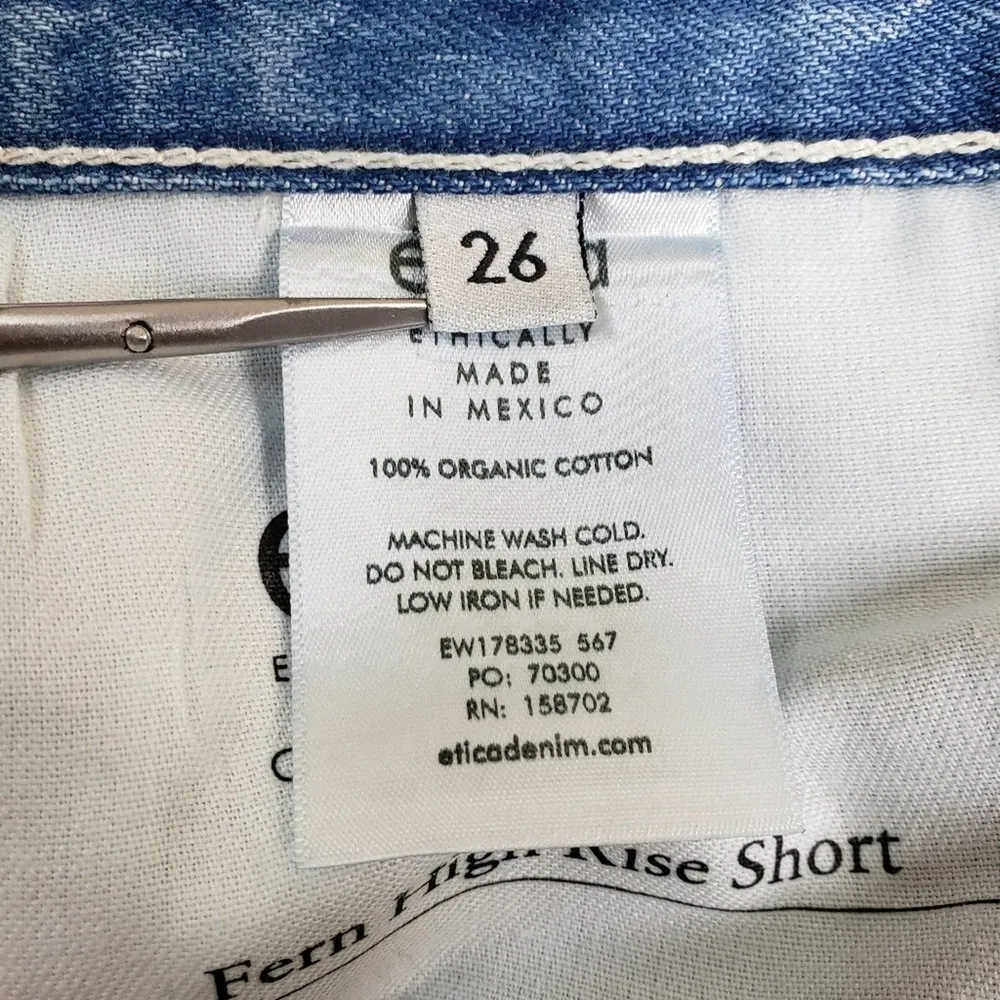 26
ETHICALLY
MADE
IN MEXICO
100% ORGANIC COTTON
MACHINE WASH COLD.
DO NOT BLEACH. LINE DRY.
LOW IRON IF NEEDED.
EW178335 567
PO: 70300
RN: 158702
eticadenim.com
Fern High Rise Short